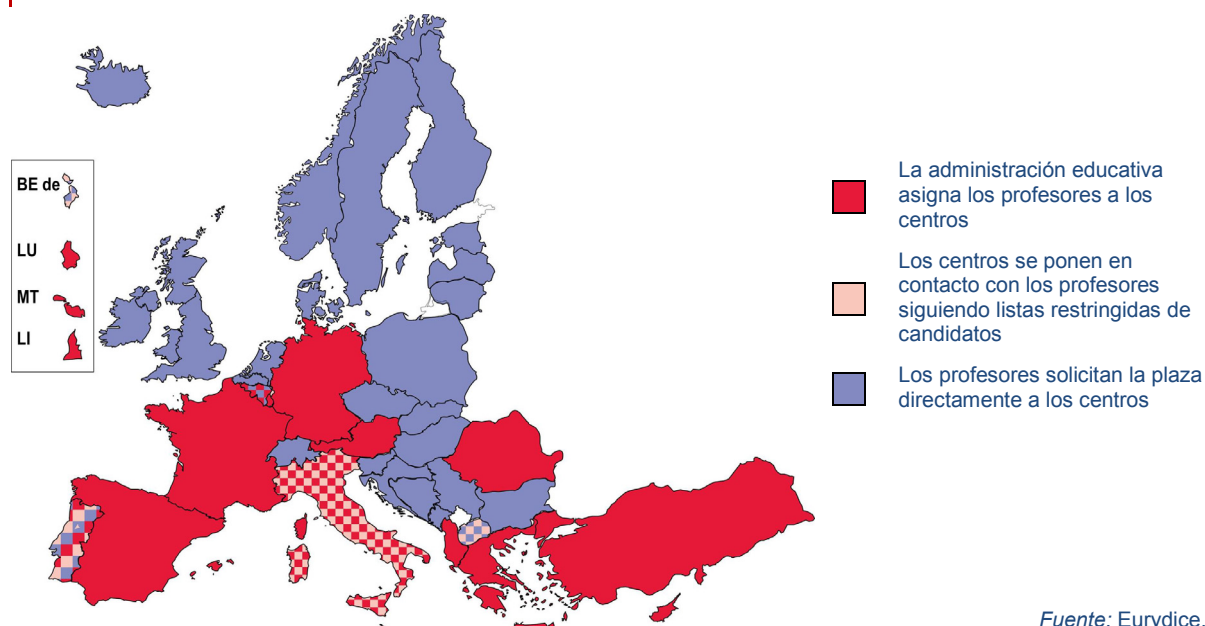 BE de
LU
MT
LI
La administración educativa
asigna los profesores a los
centros
Los centros se ponen en
contacto con los profesores
siguiendo listas restringidas de
candidatos
Los profesores solicitan la plaza
directamente a los centros
Fuente: Eurydice.